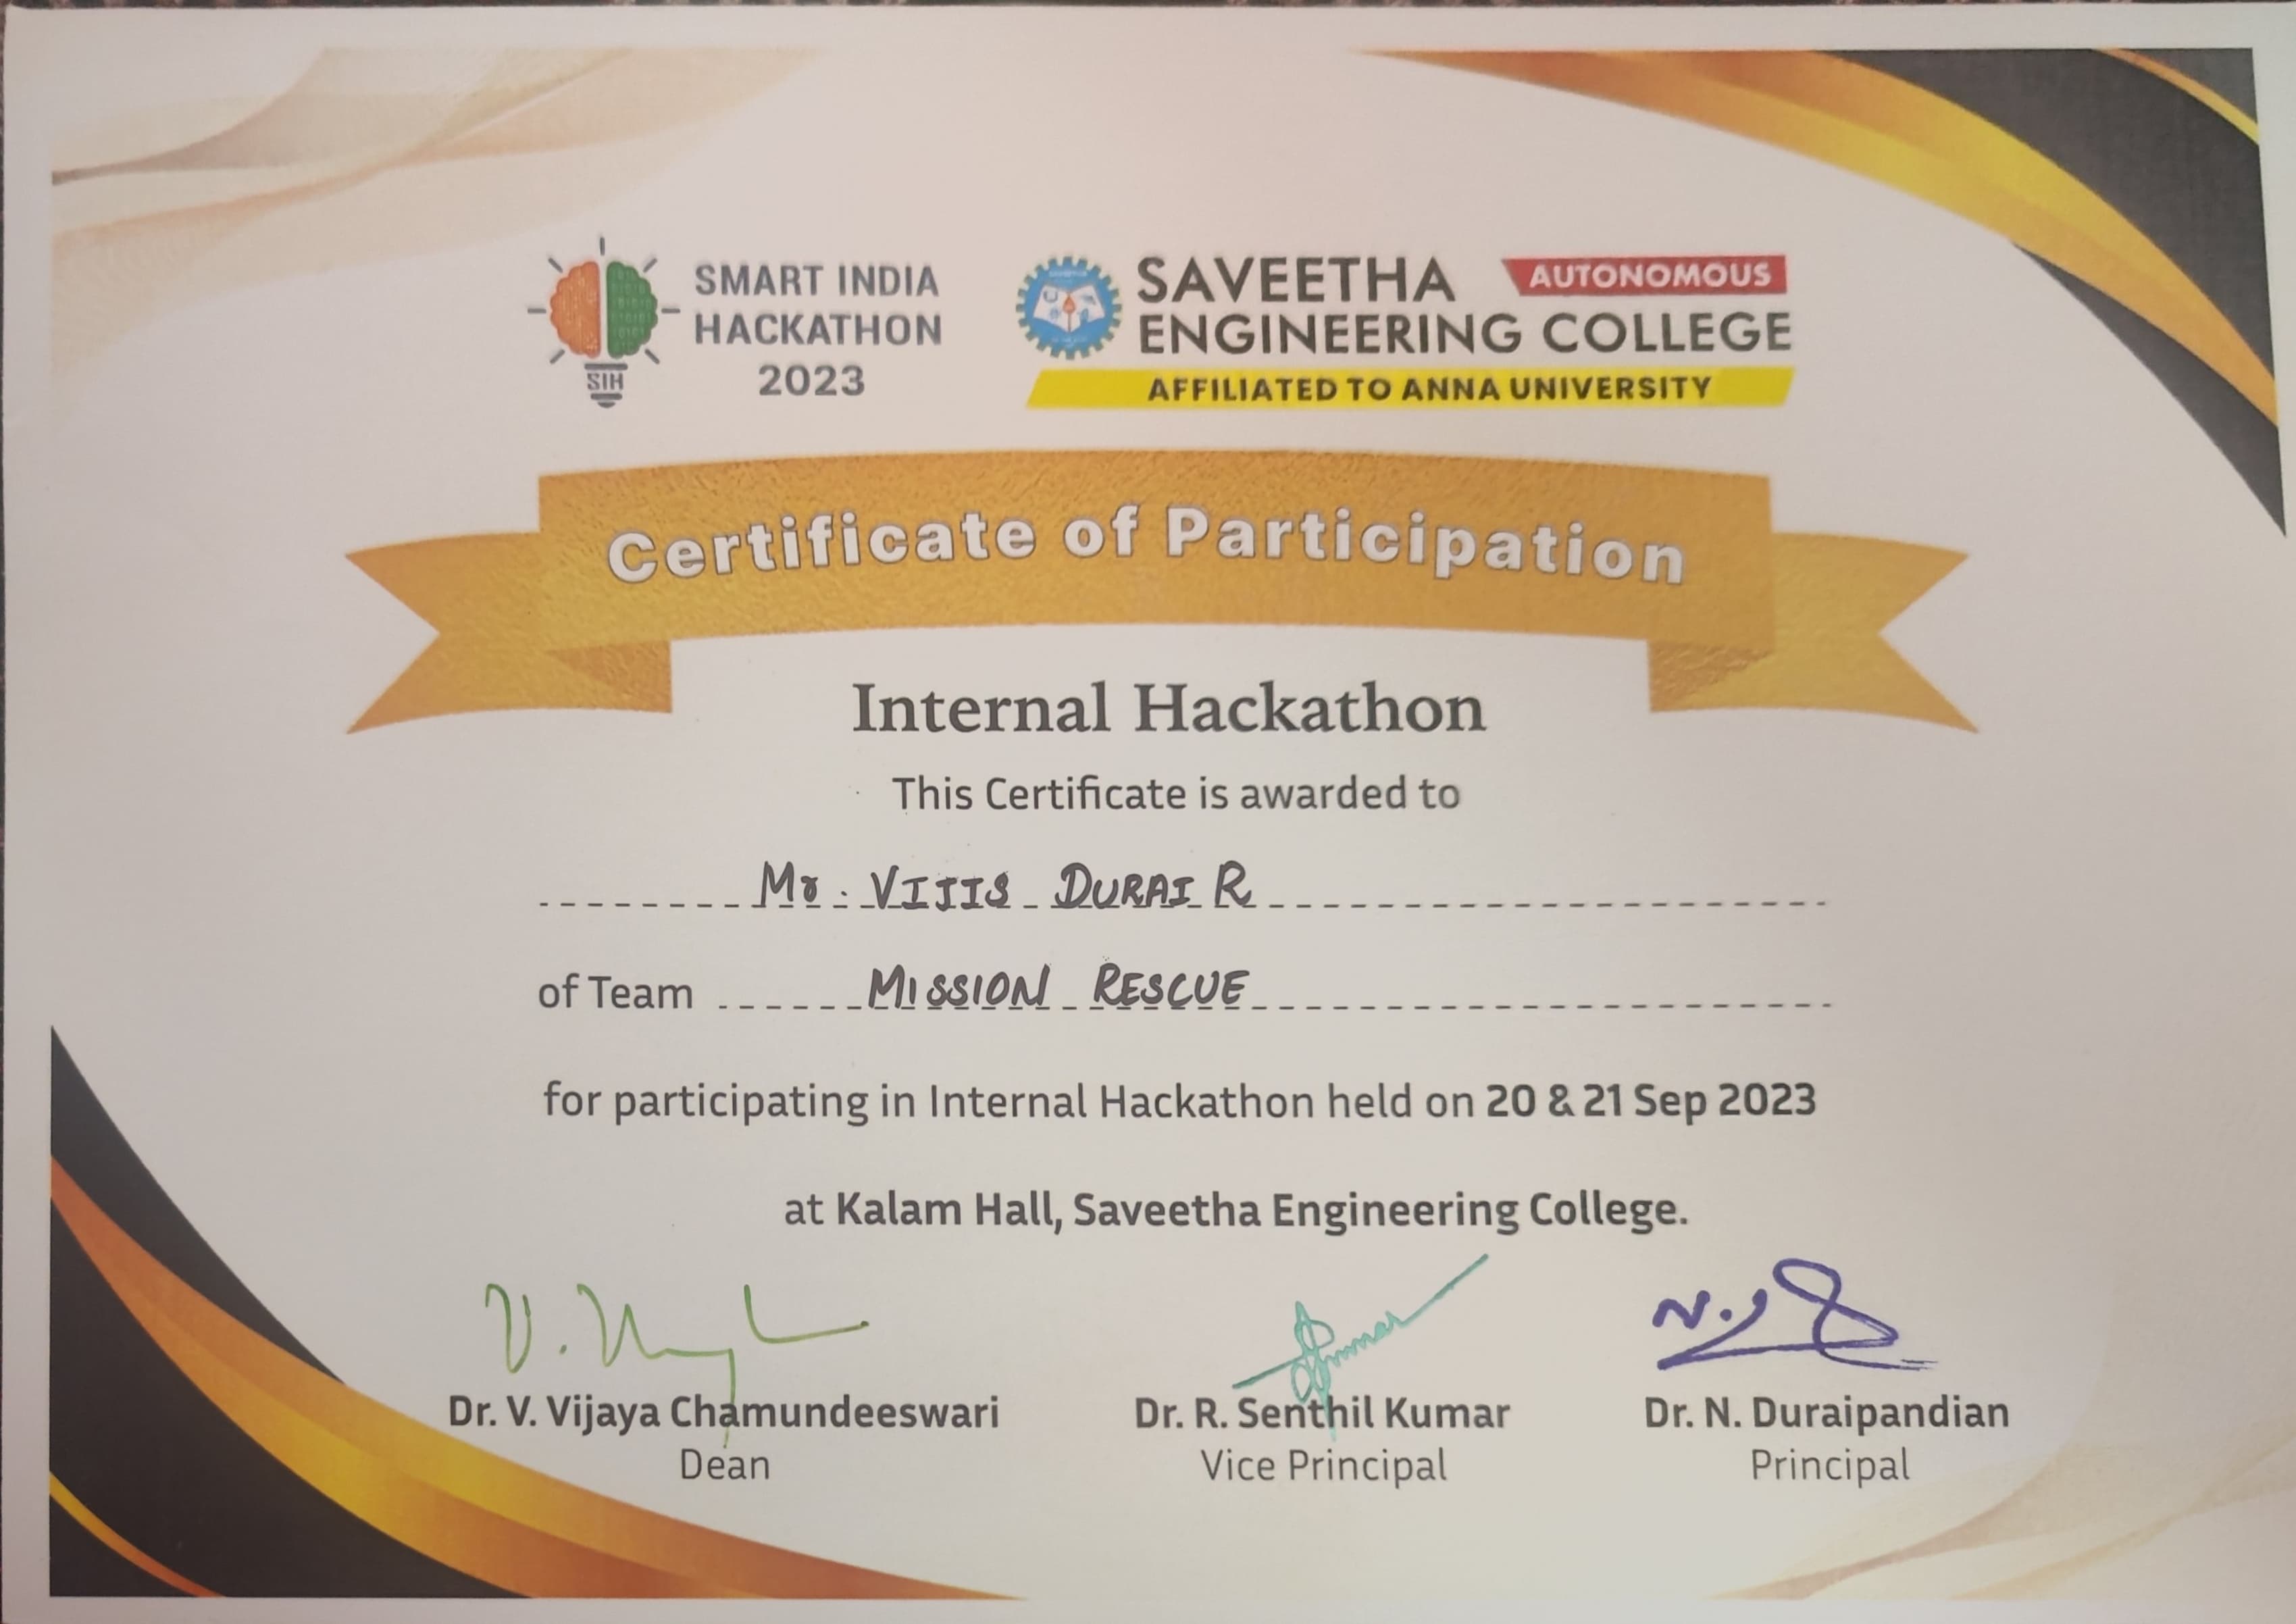 SMART INDIA
HACKATHON
2023
SIH
SAVEETHA AUTONOMOUS
ENGINEERING COLLEGE
AFFILIATED TO ANNA UNIVERSITY
Certificate of Participation
Internal Hackathon
This Certificate is awarded to
Mr. VIJIS DURAI R
of Team MISSION RESCUE
for participating in Internal Hackathon held on 20 & 21 Sep 2023
at Kalam Hall, Saveetha Engineering College.
Dr. V. Vijaya Chamundeeswari
Dean
Dr. R. Senthil Kumar
Vice Principal
Dr. N. Duraipandian
Principal